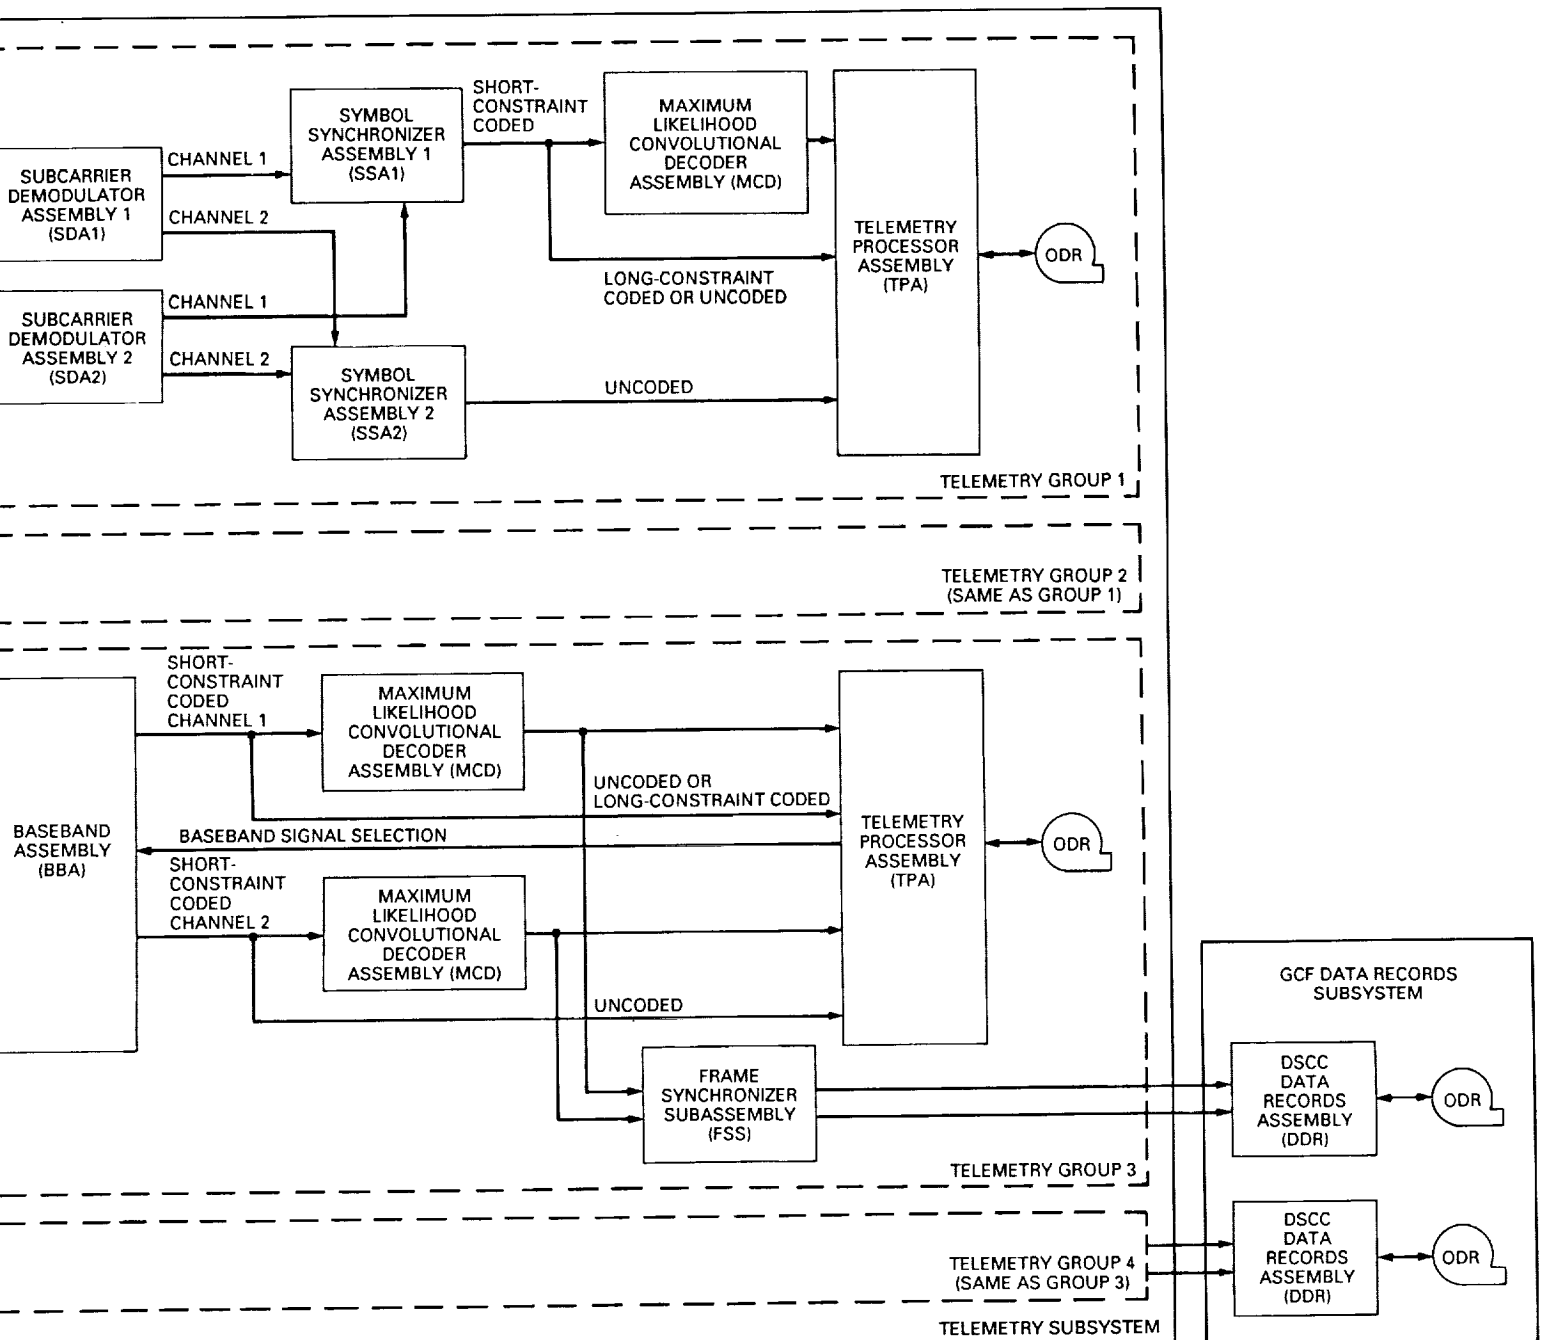 SHORT-
CONSTRAINT
CODED
SYMBOL
SYNCHRONIZER
ASSEMBLY 1
(SSA1)
MAXIMUM
LIKELIHOOD
CONVOLUTIONAL
DECODER
ASSEMBLY (MCD)
CHANNEL 1
SUBCARRIER
DEMODULATOR
ASSEMBLY 1
(SDA1)
CHANNEL 2
TELEMETRY
PROCESSOR
ASSEMBLY
(TPA)
ODR
LONG-CONSTRAINT
CODED OR UNCODED
CHANNEL 1
SUBCARRIER
DEMODULATOR
ASSEMBLY 2
(SDA2)
CHANNEL 2
SYMBOL
SYNCHRONIZER
ASSEMBLY 2
(SSA2)
UNCODED
TELEMETRY GROUP 1
TELEMETRY GROUP 2
(SAME AS GROUP 1)
SHORT-
CONSTRAINT
CODED
CHANNEL 1
MAXIMUM
LIKELIHOOD
CONVOLUTIONAL
DECODER
ASSEMBLY (MCD)
UNCODED OR
LONG-CONSTRAINT CODED
BASEBAND
ASSEMBLY
(BBA)
BASEBAND SIGNAL SELECTION
TELEMETRY
PROCESSOR
ASSEMBLY
(TPA)
ODR
SHORT-
CONSTRAINT
CODED
CHANNEL 2
MAXIMUM
LIKELIHOOD
CONVOLUTIONAL
DECODER
ASSEMBLY (MCD)
UNCODED
FRAME
SYNCHRONIZER
SUBASSEMBLY
(FSS)
TELEMETRY GROUP 3
GCF DATA RECORDS
SUBSYSTEM
DSCC
DATA
RECORDS
ASSEMBLY
(DDR)
ODR
TELEMETRY GROUP 4
(SAME AS GROUP 3)
DSCC
DATA
RECORDS
ASSEMBLY
(DDR)
ODR
TELEMETRY SUBSYSTEM